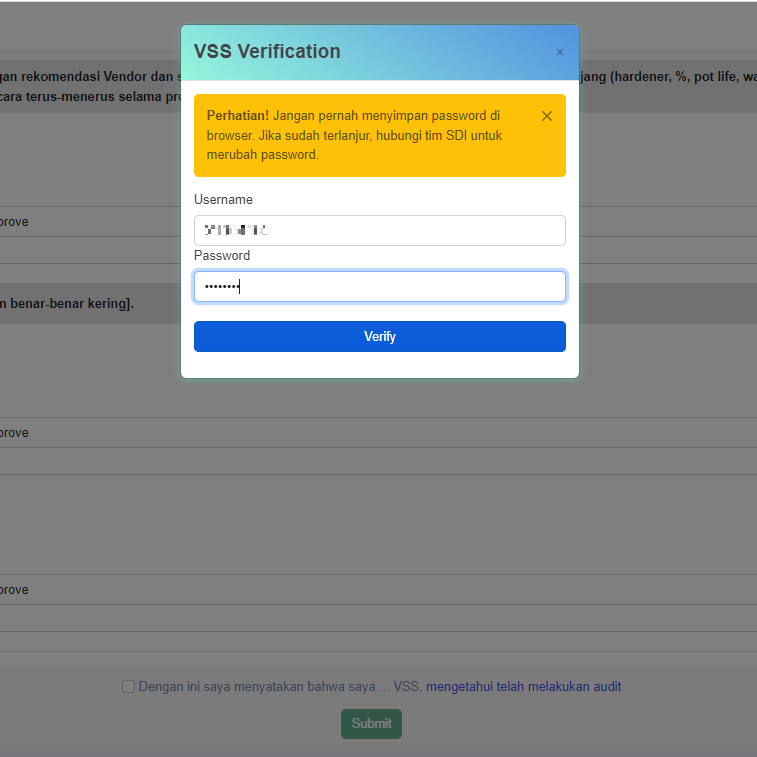 VSS Verification
×
gan rekomendasi Vendor dan s
jang (hardener, %, pot life, wa
cara terus-menerus selama pro
Perhatian! Jangan pernah menyimpan password di
browser. Jika sudah terlanjur, hubungi tim SDI untuk
merubah password.
Username
prove
Password
••••••••
n benar-benar kering].
Verify
prove
prove
Dengan ini saya menyatakan bahwa saya ... VSS, mengetahui telah melakukan audit
Submit